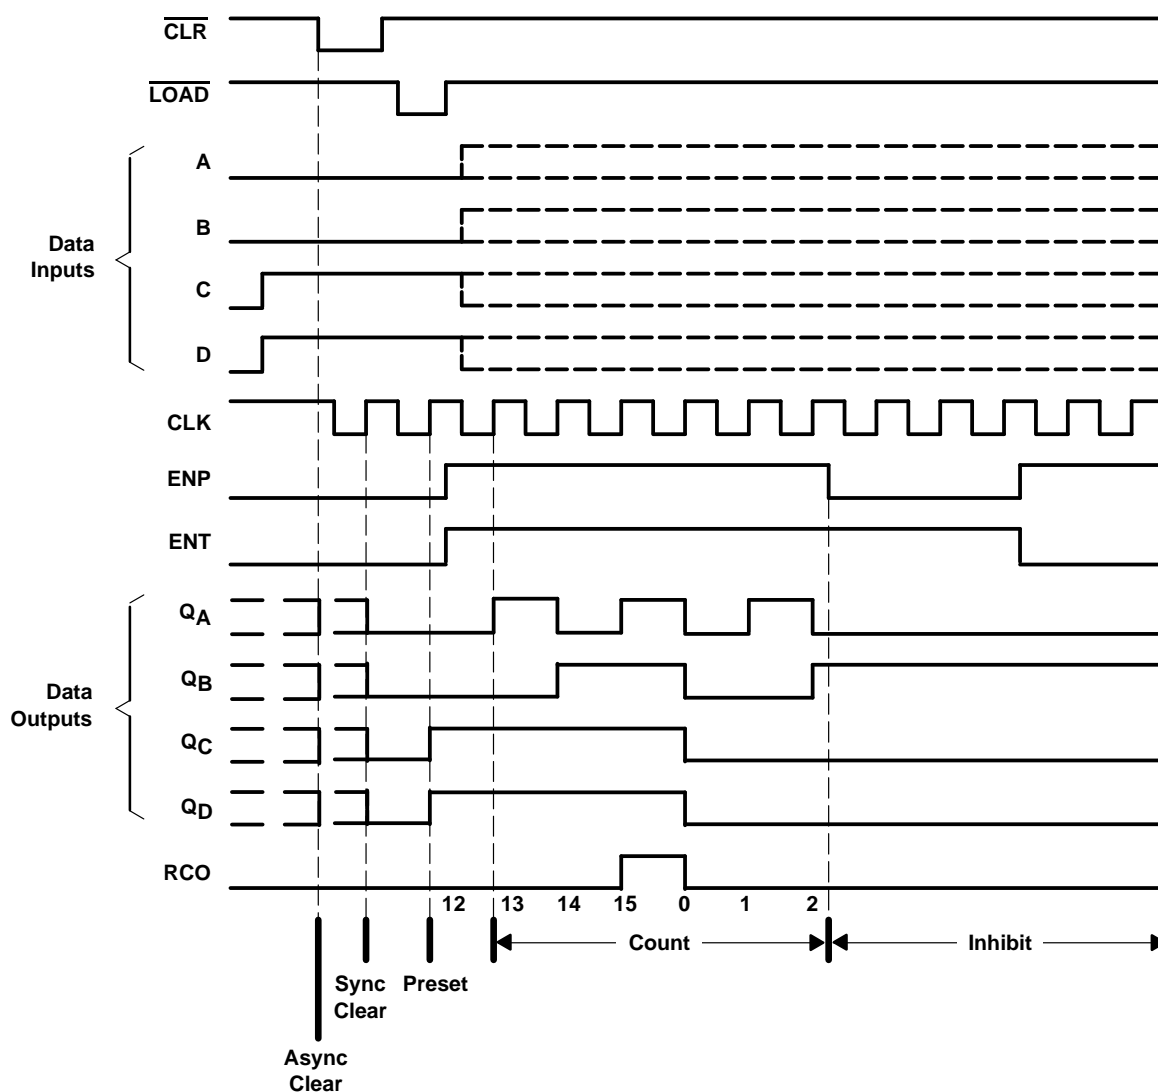 CLR
LOAD
A
B
Data
Inputs
C
D
CLK
ENP
ENT
QA
QB
Data
Outputs
QC
QD
RCO
12 13 14 15 0 1 2
Count Inhibit
Sync
Clear
Preset
Async
Clear